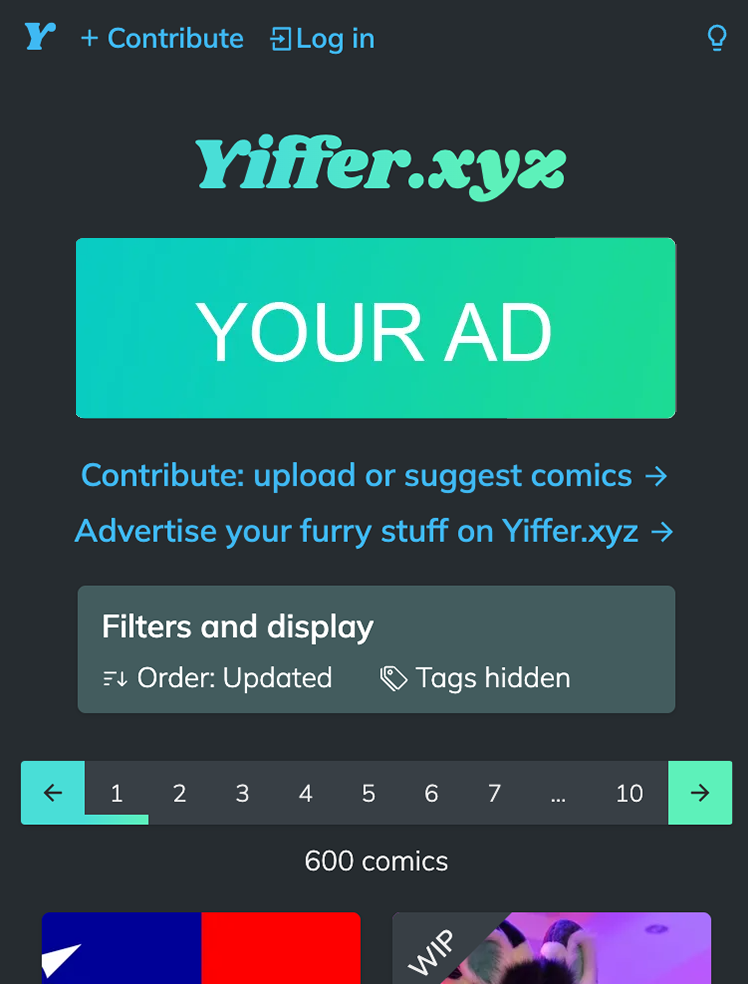 Y + Contribute Log in
Yiffer.xyz
YOUR AD
Contribute: upload or suggest comics →
Advertise your furry stuff on Yiffer.xyz →
Filters and display
Order: Updated Tags hidden
← 1 2 3 4 5 6 7 ... 10 →
600 comics
WIP